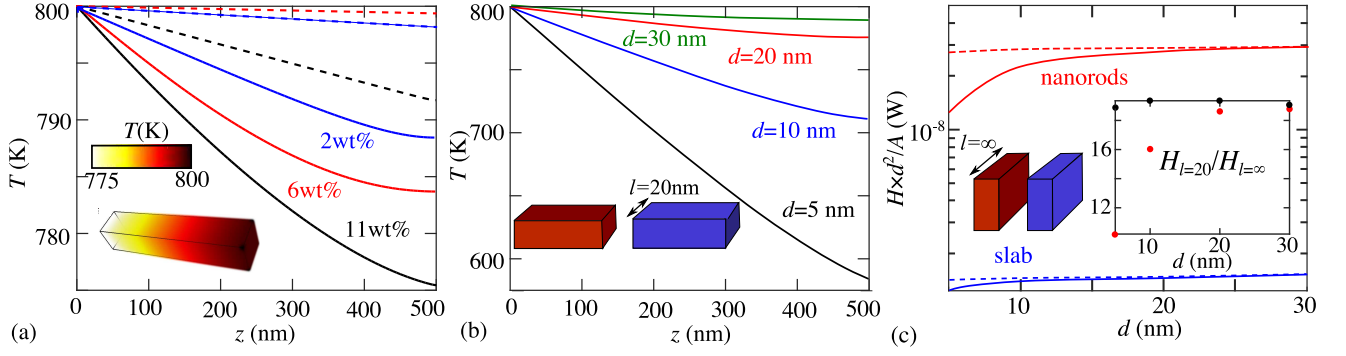 800
790
780
T (K)
T(K)
775 800
2wt%
6wt%
11wt%
0 100 200 300 400 500
z (nm)
(a)
800
700
600
T (K)
d=30 nm
d=20 nm
d=10 nm
d=5 nm
l=20nm
0 100 200 300 400 500
z (nm)
(b)
H×d²/A (W)
10⁻⁸
nanorods
l=∞
slab
16
12
H_{l=20}/H_{l=∞}
10 20 30
d (nm)
10 20 30
d (nm)
(c)